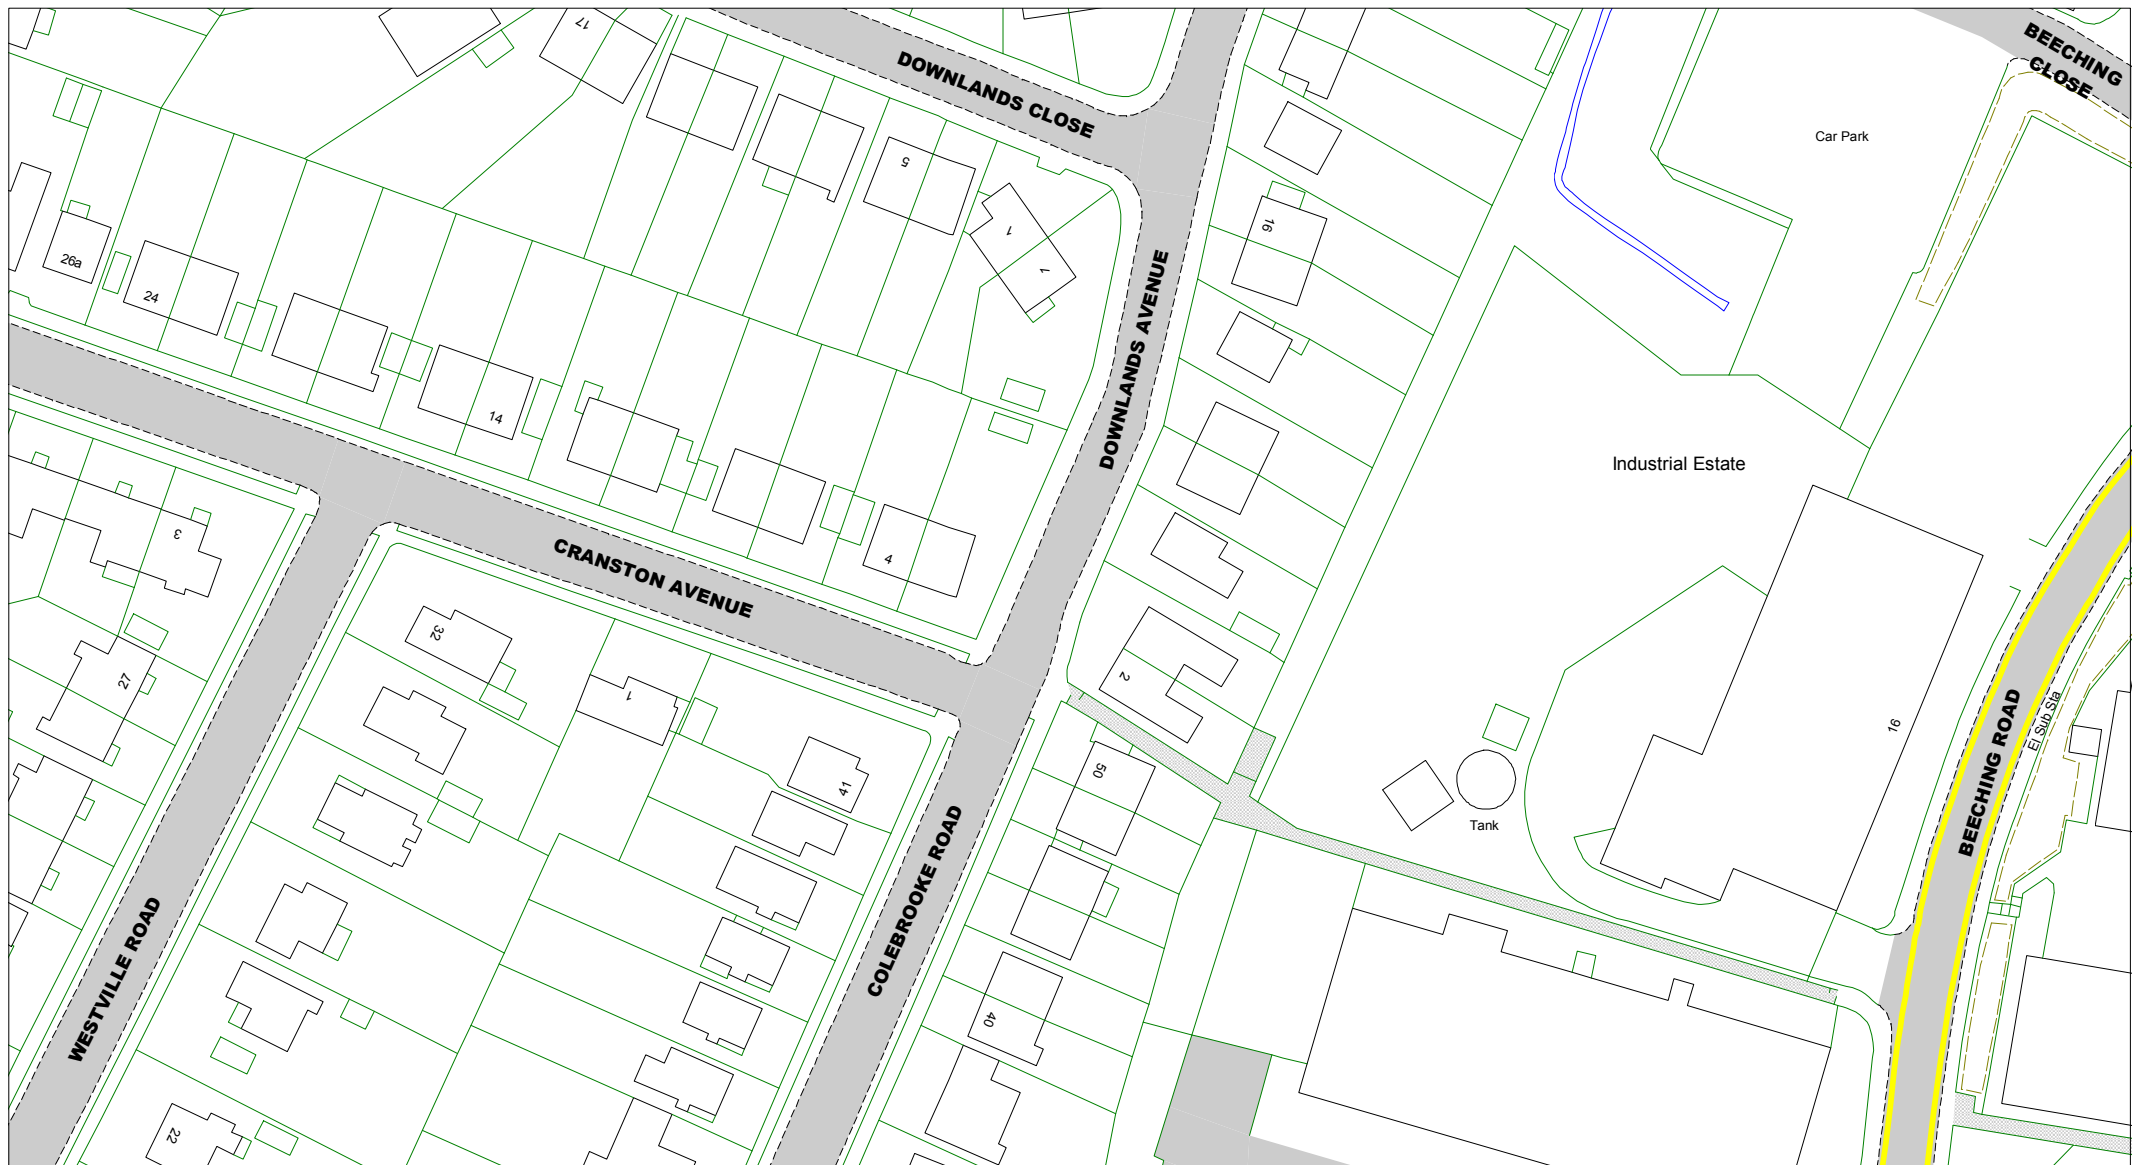 17
BEECHING
CLOSE
DOWNLANDS CLOSE
Car Park
5
16
1
26a
24
DOWNLANDS AVENUE
14
Industrial Estate
3
4
CRANSTON AVENUE
32
27
2
1
16
El Sub Sta
BEECHING ROAD
50
41
Tank
COLEBROOKE ROAD
WESTVILLE ROAD
40
22